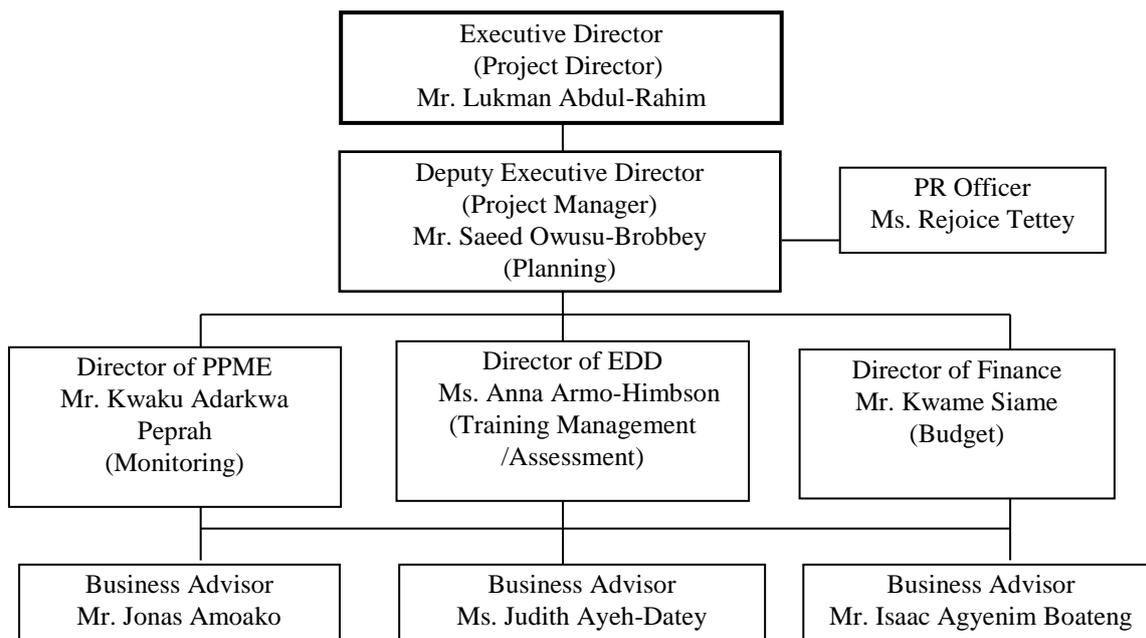 Executive Director
(Project Director)
Mr. Lukman Abdul-Rahim
Deputy Executive Director
(Project Manager)
Mr. Saeed Owusu-Brobbey
(Planning)
PR Officer
Ms. Rejoice Tettey
Director of PPME
Mr. Kwaku Adarkwa
Peprah
(Monitoring)
Director of EDD
Ms. Anna Armo-Himbson
(Training Management
/Assessment)
Director of Finance
Mr. Kwame Siame
(Budget)
Business Advisor
Mr. Jonas Amoako
Business Advisor
Ms. Judith Ayeh-Datey
Business Advisor
Mr. Isaac Agyenim Boateng